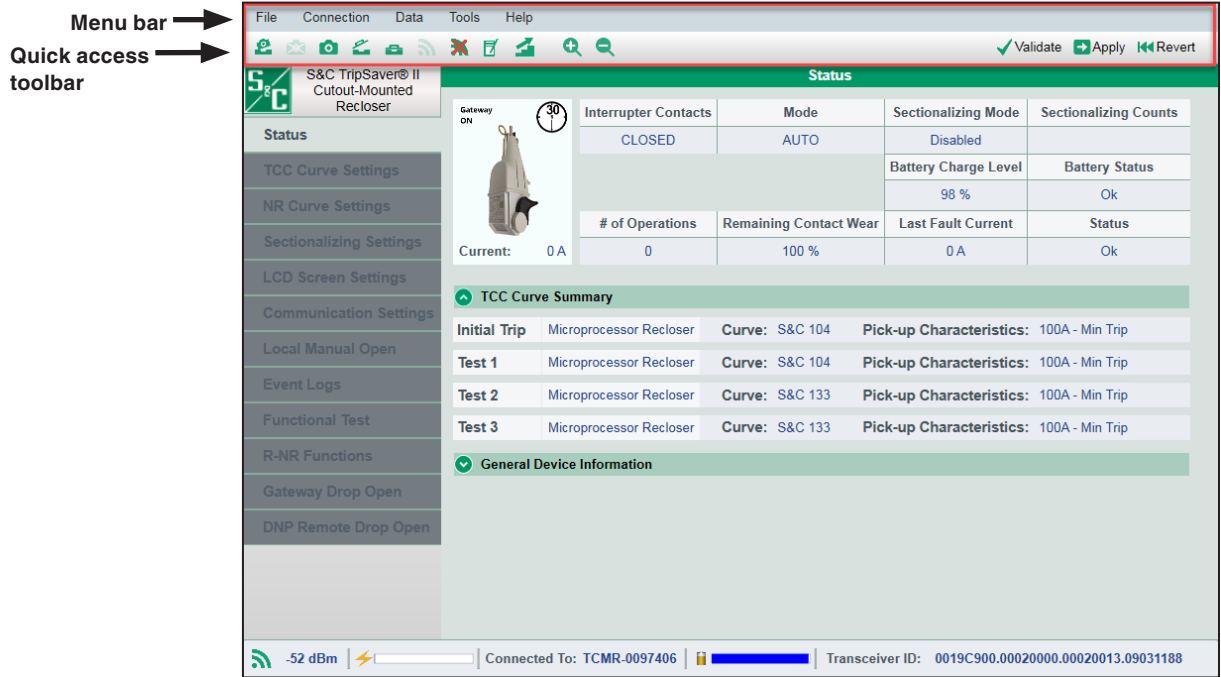 Menu bar
Quick access
toolbar
File Connection Data Tools Help
Validate Apply Revert
S&C
S&C TripSaver® II
Cutout-Mounted
Recloser
Status
TCC Curve Settings
NR Curve Settings
Sectionalizing Settings
LCD Screen Settings
Communication Settings
Local Manual Open
Event Logs
Functional Test
R-NR Functions
Gateway Drop Open
DNP Remote Drop Open
Status
Gateway
ON
30
Current: 0 A
Interrupter Contacts Mode Sectionalizing Mode Sectionalizing Counts
CLOSED AUTO Disabled
Battery Charge Level Battery Status
98 % Ok
# of Operations Remaining Contact Wear Last Fault Current Status
0 100 % 0 A Ok
TCC Curve Summary
Initial Trip Microprocessor Recloser Curve: S&C 104 Pick-up Characteristics: 100A - Min Trip
Test 1 Microprocessor Recloser Curve: S&C 104 Pick-up Characteristics: 100A - Min Trip
Test 2 Microprocessor Recloser Curve: S&C 133 Pick-up Characteristics: 100A - Min Trip
Test 3 Microprocessor Recloser Curve: S&C 133 Pick-up Characteristics: 100A - Min Trip
General Device Information
-52 dBm Connected To: TCMR-0097406 Transceiver ID: 0019C900.00020000.00020013.09031188